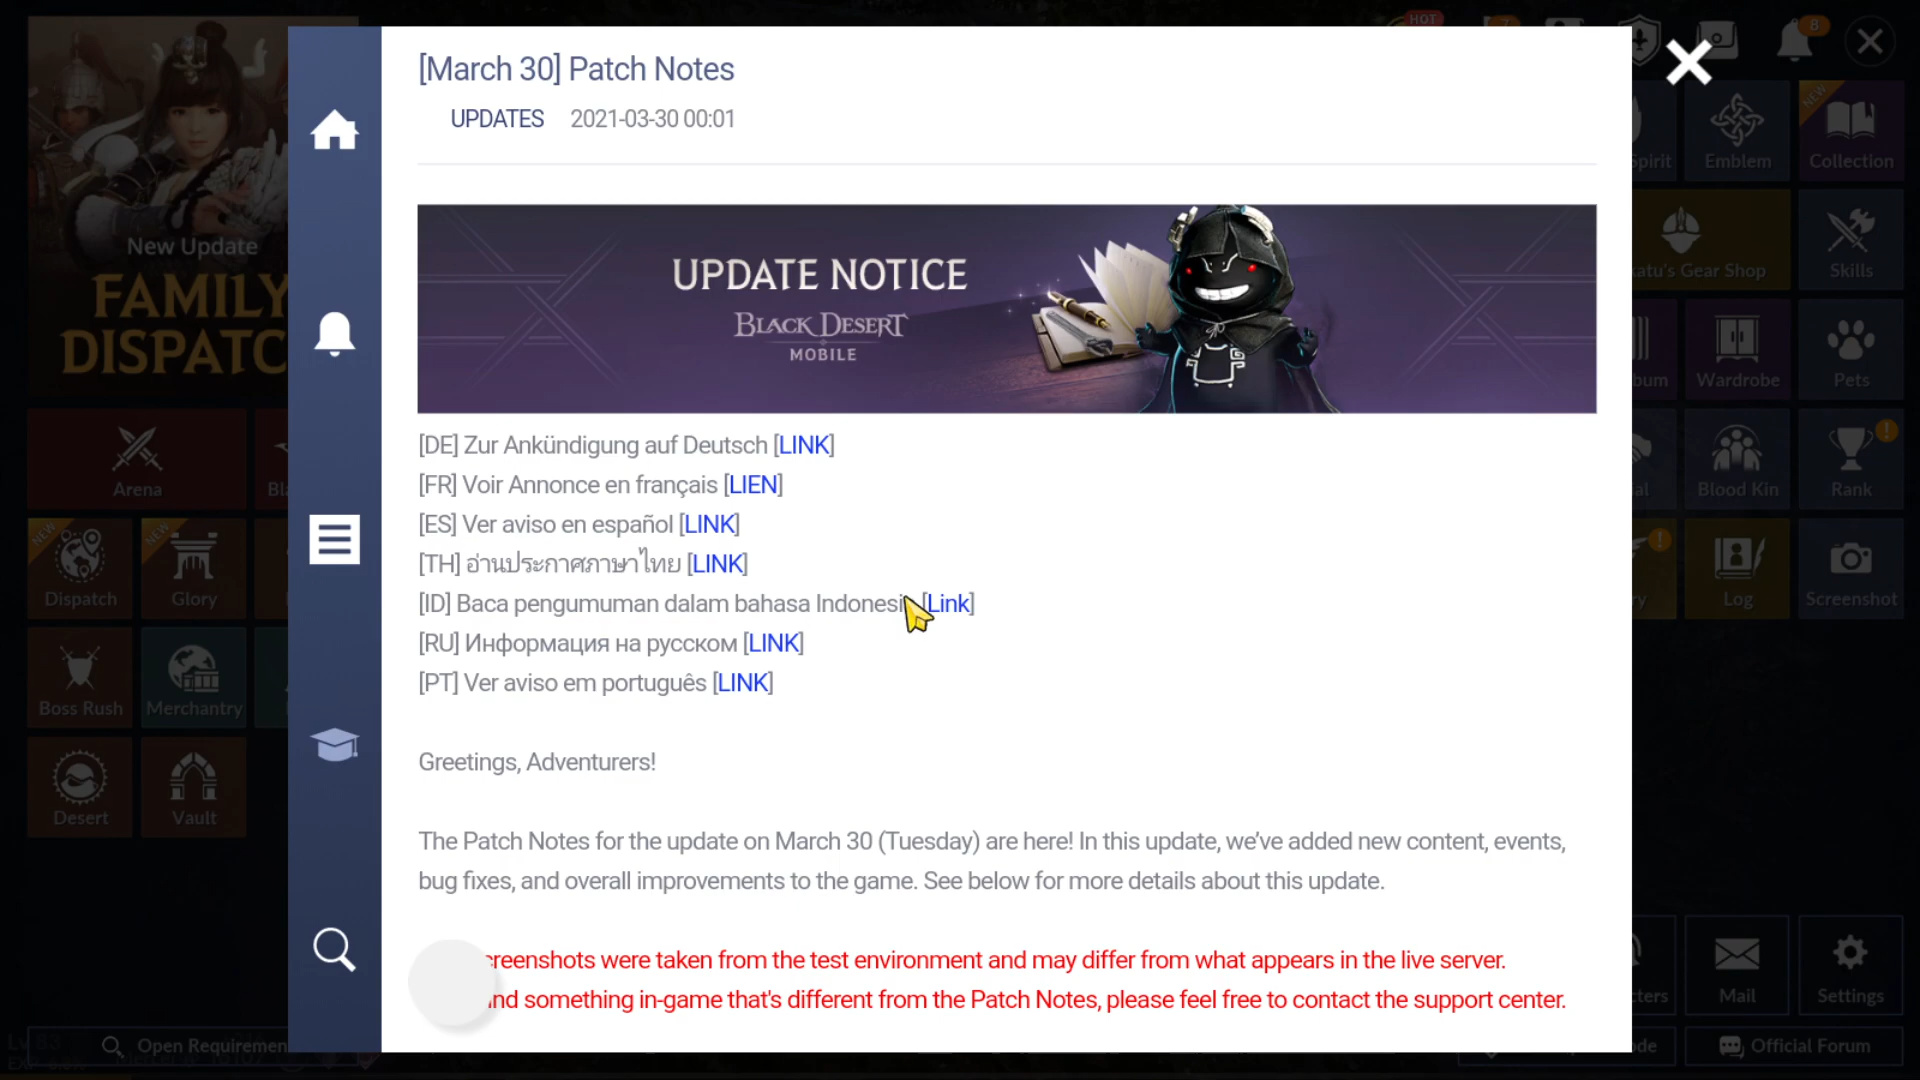 [March 30] Patch Notes
UPDATES 2021-03-30 00:01
UPDATE NOTICE
BLACK DESERT
MOBILE
[DE] Zur Ankündigung auf Deutsch [LINK]
[FR] Voir Annonce en français [LIEN]
[ES] Ver aviso en español [LINK]
[TH] อ่านประกาศภาษาไทย [LINK]
[ID] Baca pengumuman dalam bahasa [Link]
[RU] Информация на русском [LINK]
[PT] Ver aviso em português [LINK]
Greetings, Adventurers!
The Patch Notes for the update on March 30 (Tuesday) are here! In this update, we’ve added new content, events,
bug fixes, and overall improvements to the game. See below for more details about this update.
were taken from the test environment and may differ from what appears in the live server.
something in-game that's different from the Patch Notes, please feel free to contact the support center.
New Update
FAMILY
Arena
NEW
Dispatch
NEW
Glory
Boss Rush
Merchantry
Desert
Vault
Open
HOT
7
8
Emblem
NEW
Collection
Gear Shop
Skills
Wardrobe
Pets
Blood Kin
Rank
Log
Screenshot
Mail
Settings
Official Forum